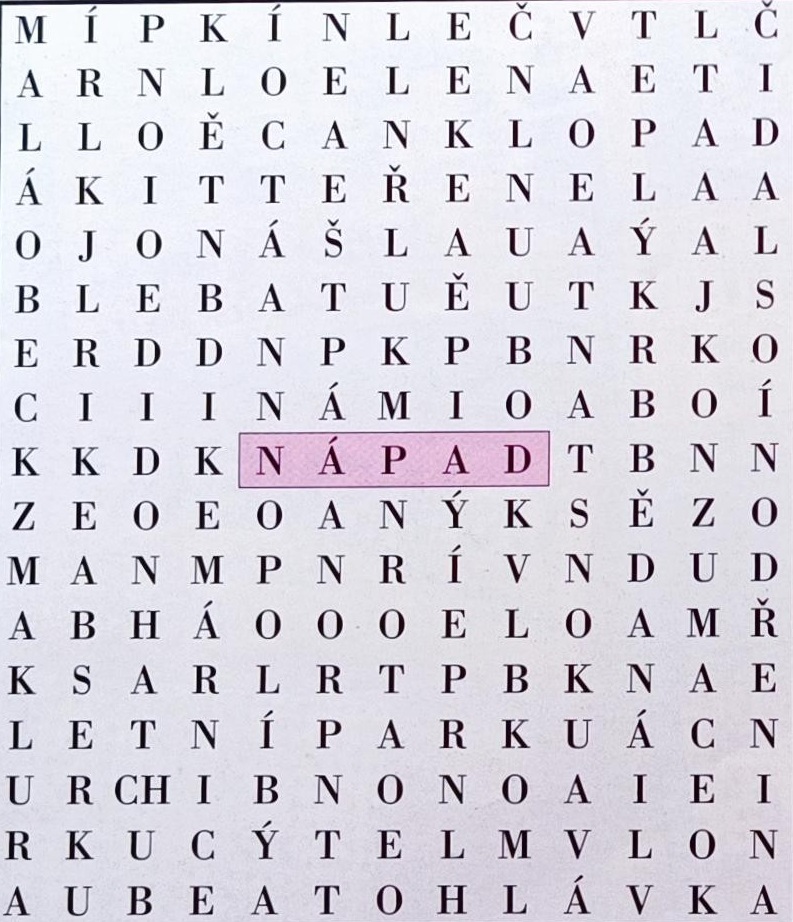 M Í P K Í N L E Č V T L Č
A R N L O E L E N A E T I
L L O Ě C A N K L O P A D
Á K I T T E Ř E N E L A A
O J O N Á Š L A U A Ý A L
B L E B A T U Ě U T K J S
E R D D N P K P B N R K O
C I I I N Á M I O A B O Í
K K D K N Á P A D T B N N
Z E O E O A N Ý K S Ě Z O
M A N M P N R Í V N D U D
A B H Á O O O E L O A M Ř
K S A R L R T P B K N A E
L E T N Í P A R K U Á C N
U R CH I B N O N O A I E I
R K U C Ý T E L M V L O N
A U B E A T O H L Á V K A